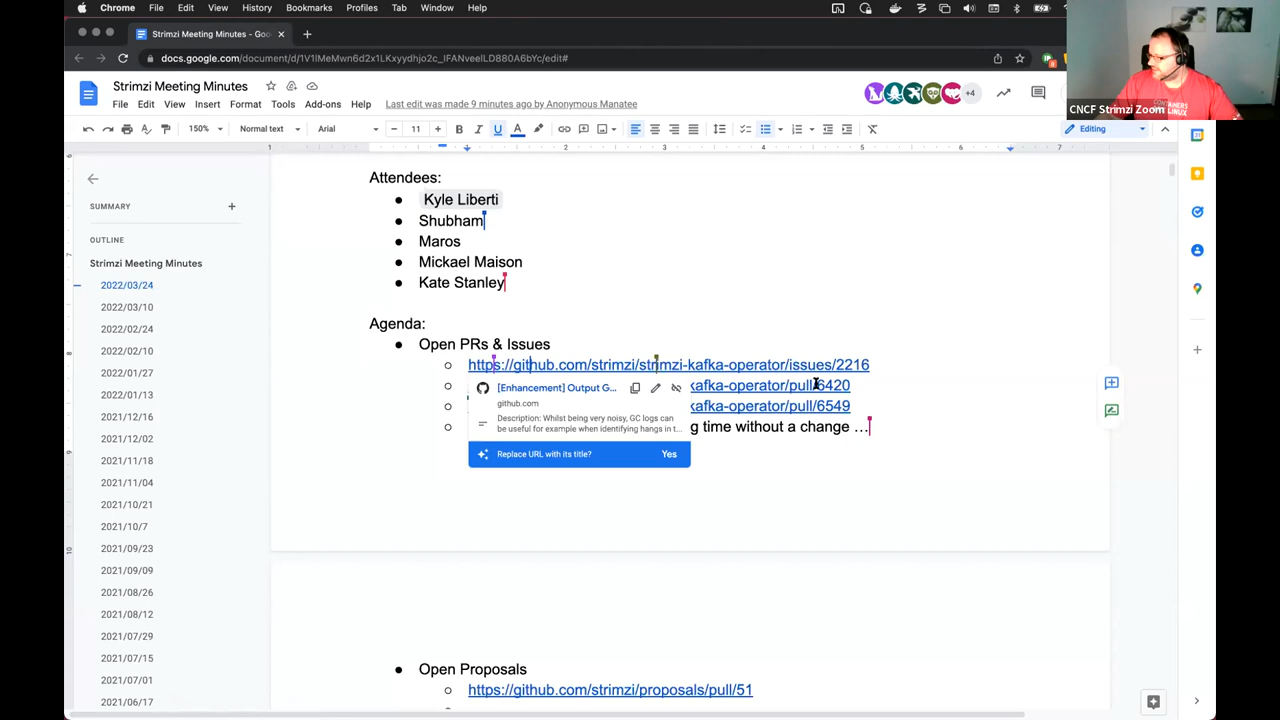 Chrome File Edit View History Bookmarks Profiles Tab Window Help
Strimzi Meeting Minutes - Goo
docs.google.com/document/d/1V1lMeMwn6d2x1LKxyydhjo2c_IFANveelLD880A6bYc/edit#
CNCF Strimzi Zoom
Strimzi Meeting Minutes
File Edit View Insert Format Tools Add-ons Help Last edit was made 9 minutes ago by Anonymous Manatee
+4
150% Normal text Arial 11 Editing
1 1 2 3 4 5 6 7
SUMMARY
OUTLINE
Strimzi Meeting Minutes
2022/03/24
2022/03/10
2022/02/24
2022/02/10
2022/01/27
2022/01/13
2021/12/16
2021/12/02
2021/11/18
2021/11/04
2021/10/21
2021/10/7
2021/09/23
2021/09/09
2021/08/26
2021/08/12
2021/07/29
2021/07/15
2021/07/01
2021/06/17
Attendees:
Kyle Liberti
Shubham
Maros
Mickael Maison
Kate Stanley
Agenda:
Open PRs & Issues
https://github.com/strimzi/strimzi-kafka-operator/issues/2216
kafka-operator/pull/6420
kafka-operator/pull/6549
g time without a change …
[Enhancement] Output G...
github.com
Description: Whilst being very noisy, GC logs can
be useful for example when identifying hangs in t...
Replace URL with its title? Yes
Open Proposals
https://github.com/strimzi/proposals/pull/51